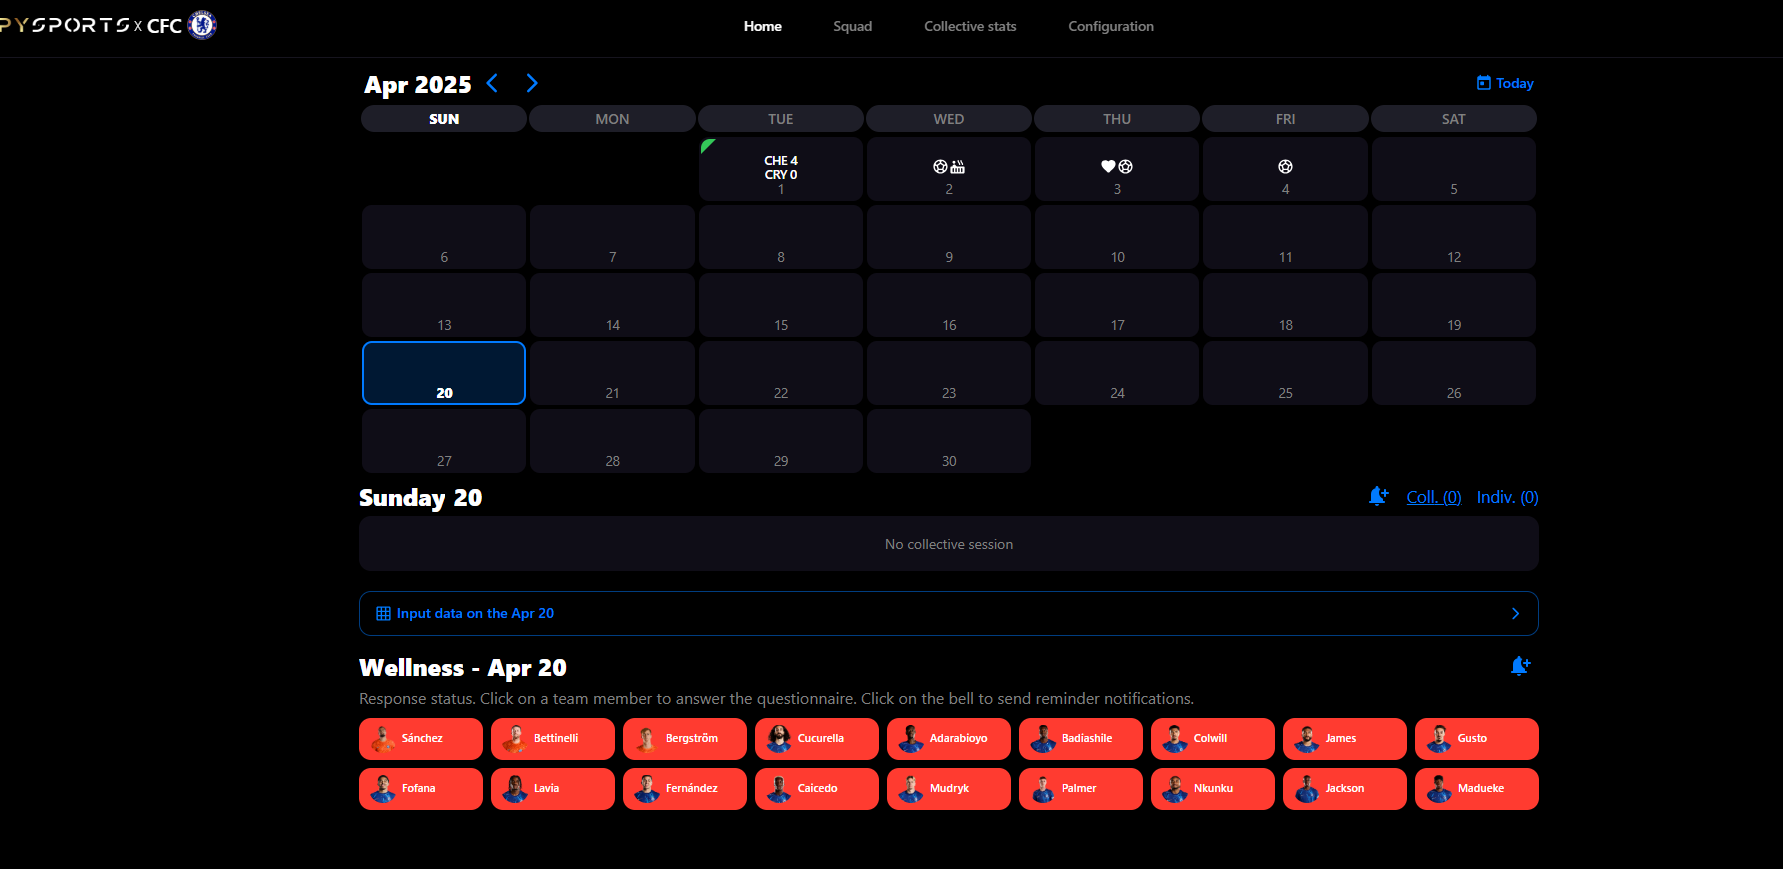 PYSPORTS x CFC
Home Squad Collective stats Configuration
Apr 2025 Today
SUN MON TUE WED THU FRI SAT
CHE 4
CRY 0
1 2 3 4 5
6 7 8 9 10 11 12
13 14 15 16 17 18 19
20 21 22 23 24 25 26
27 28 29 30
Sunday 20 Coll. (0) Indiv. (0)
No collective session
Input data on the Apr 20
Wellness - Apr 20
Response status. Click on a team member to answer the questionnaire. Click on the bell to send reminder notifications.
Sánchez Bettinelli Bergström Cucurella Adarabioyo Badiashile Colwill James Gusto
Fofana Lavia Fernández Caicedo Mudryk Palmer Nkunku Jackson Madueke